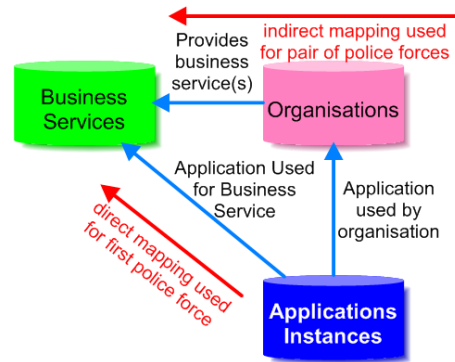 indirect mapping used
for pair of police forces
Provides
business
service(s)
Business
Services
Organisations
Application Used
for Business
Service
Application
used by
organisation
direct mapping used
for first police force
Applications
Instances